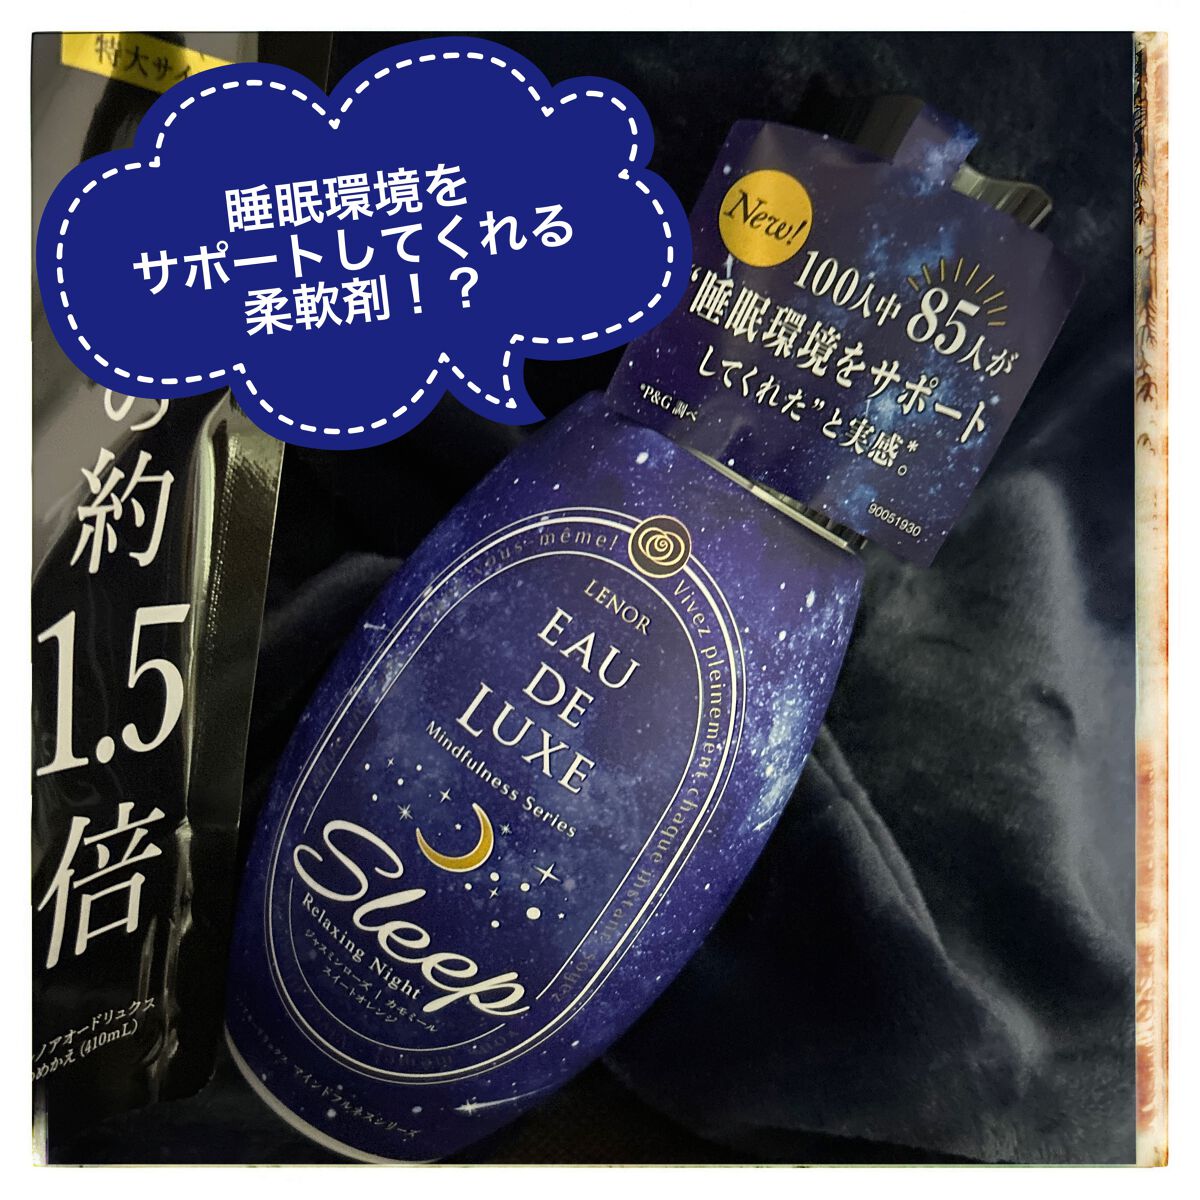 特大サイ
睡眠環境を
サポートしてくれる
柔軟剤！？
の約
1.5
倍
ノアオードリュクス
つめかえ (410mL)
New!
100人中 85人が
“睡眠環境をサポート
してくれた”と実感*。
*P&G 調べ
90051930
vous-même!
Vivez pleinement chaque instant. Soyez
LENOR
EAU
DE
LUXE
Mindfulness Series
Sleep
Relaxing Night
ジャスミンローズ / カモミール
スイートオレンジ
マインドフルネスシリーズ